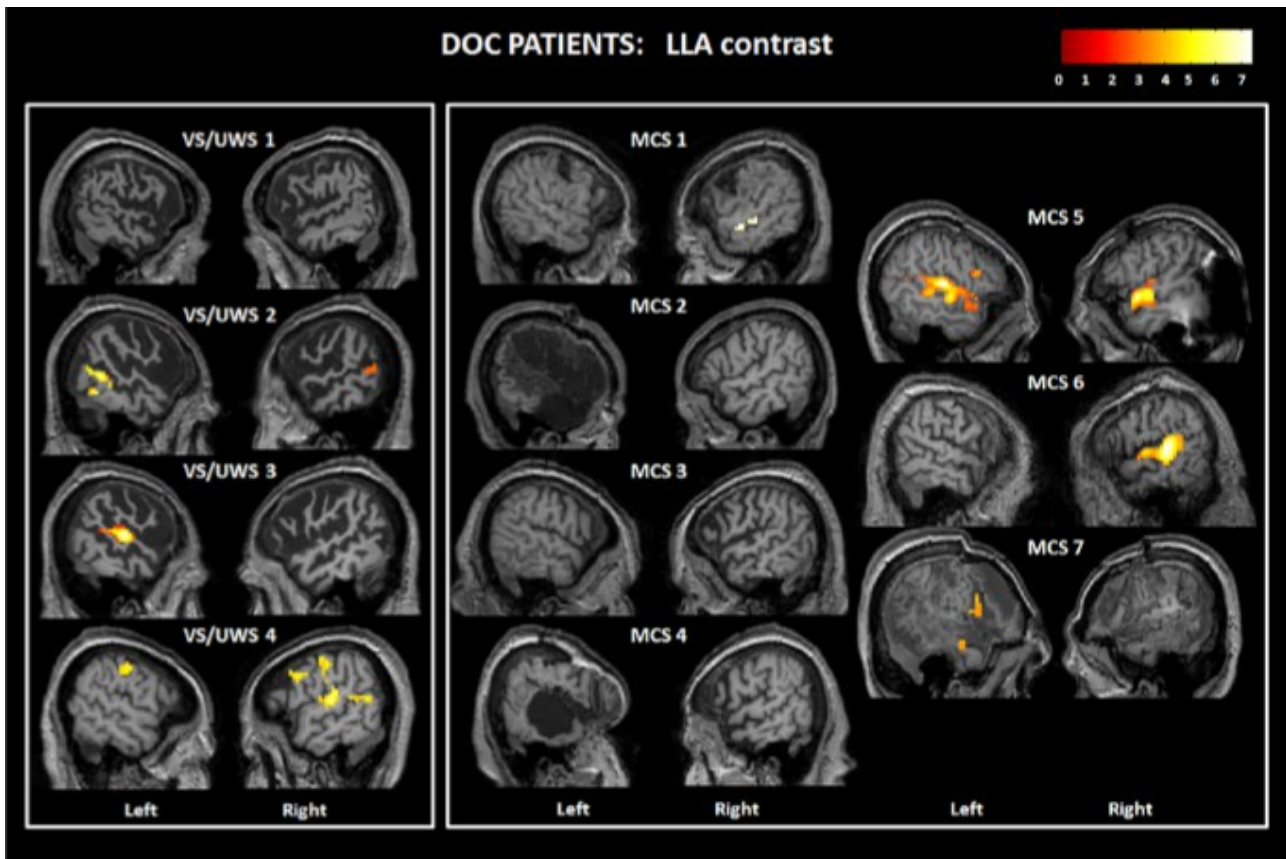 DOC PATIENTS: LLA contrast
0 1 2 3 4 5 6 7
VS/UWS 1
VS/UWS 2
VS/UWS 3
VS/UWS 4
Left Right
MCS 1
MCS 2
MCS 3
MCS 4
Left Right
MCS 5
MCS 6
MCS 7
Left Right